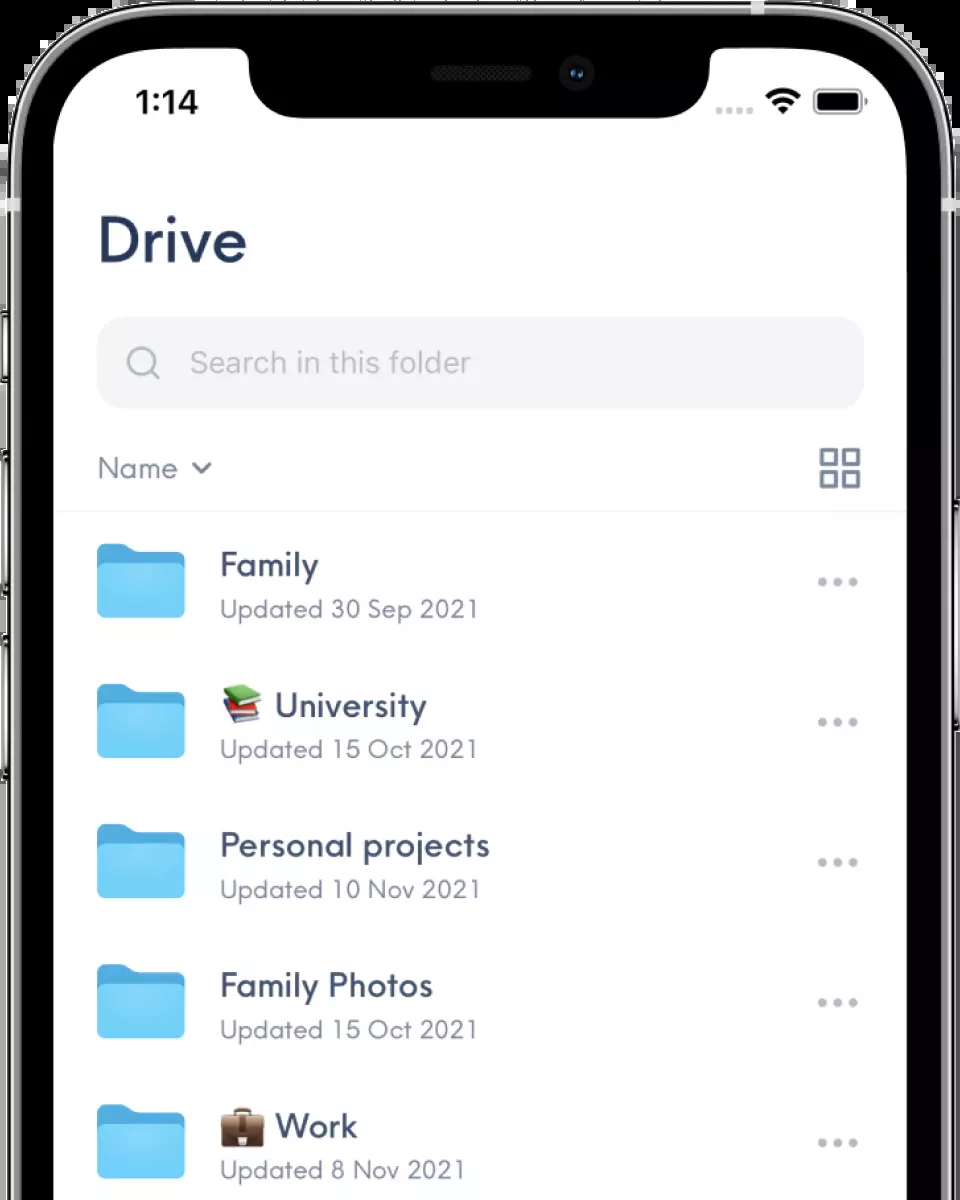 1:14
Drive
Search in this folder
Name
Family
Updated 30 Sep 2021
📚 University
Updated 15 Oct 2021
Personal projects
Updated 10 Nov 2021
Family Photos
Updated 15 Oct 2021
💼 Work
Updated 8 Nov 2021